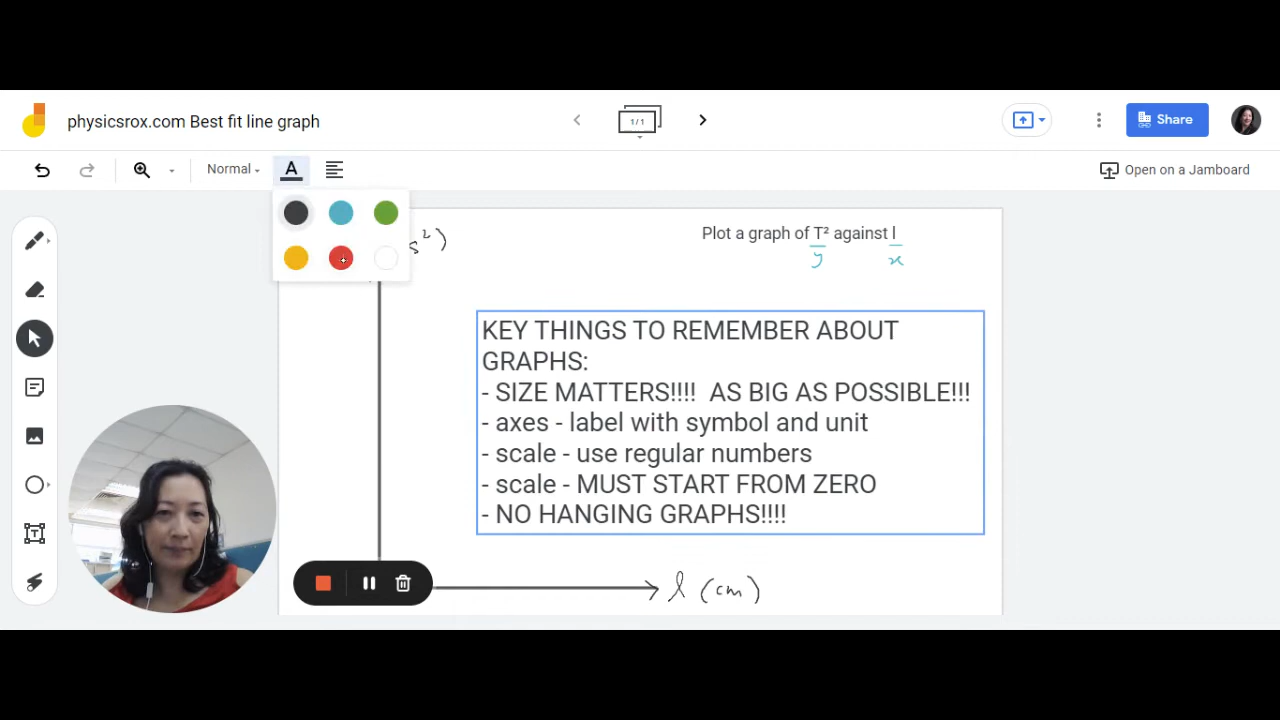 physicsrox.com Best fit line graph
1 / 1
Share
Normal
A
Open on a Jamboard
s²)
Plot a graph of T² against l
y x
KEY THINGS TO REMEMBER ABOUT
GRAPHS:
- SIZE MATTERS!!!! AS BIG AS POSSIBLE!!!
- axes - label with symbol and unit
- scale - use regular numbers
- scale - MUST START FROM ZERO
- NO HANGING GRAPHS!!!!
l (cm)